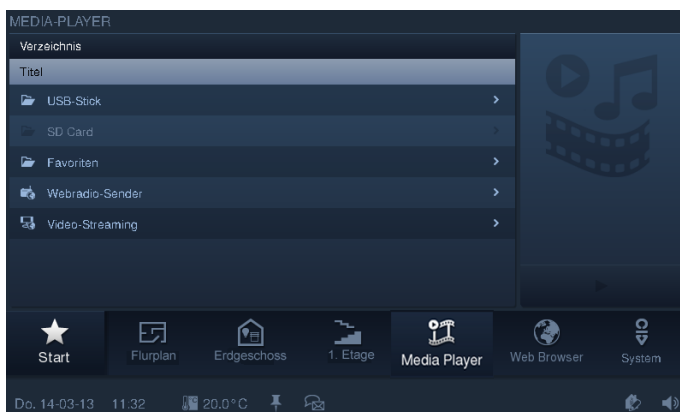 MEDIA-PLAYER
Verzeichnis
Titel
USB-Stick
SD Card
Favoriten
Webradio-Sender
Video-Streaming
Start
Flurplan
Erdgeschoss
1. Etage
Media Player
Web Browser
System
Do. 14-03-13 11:32 20.0°C